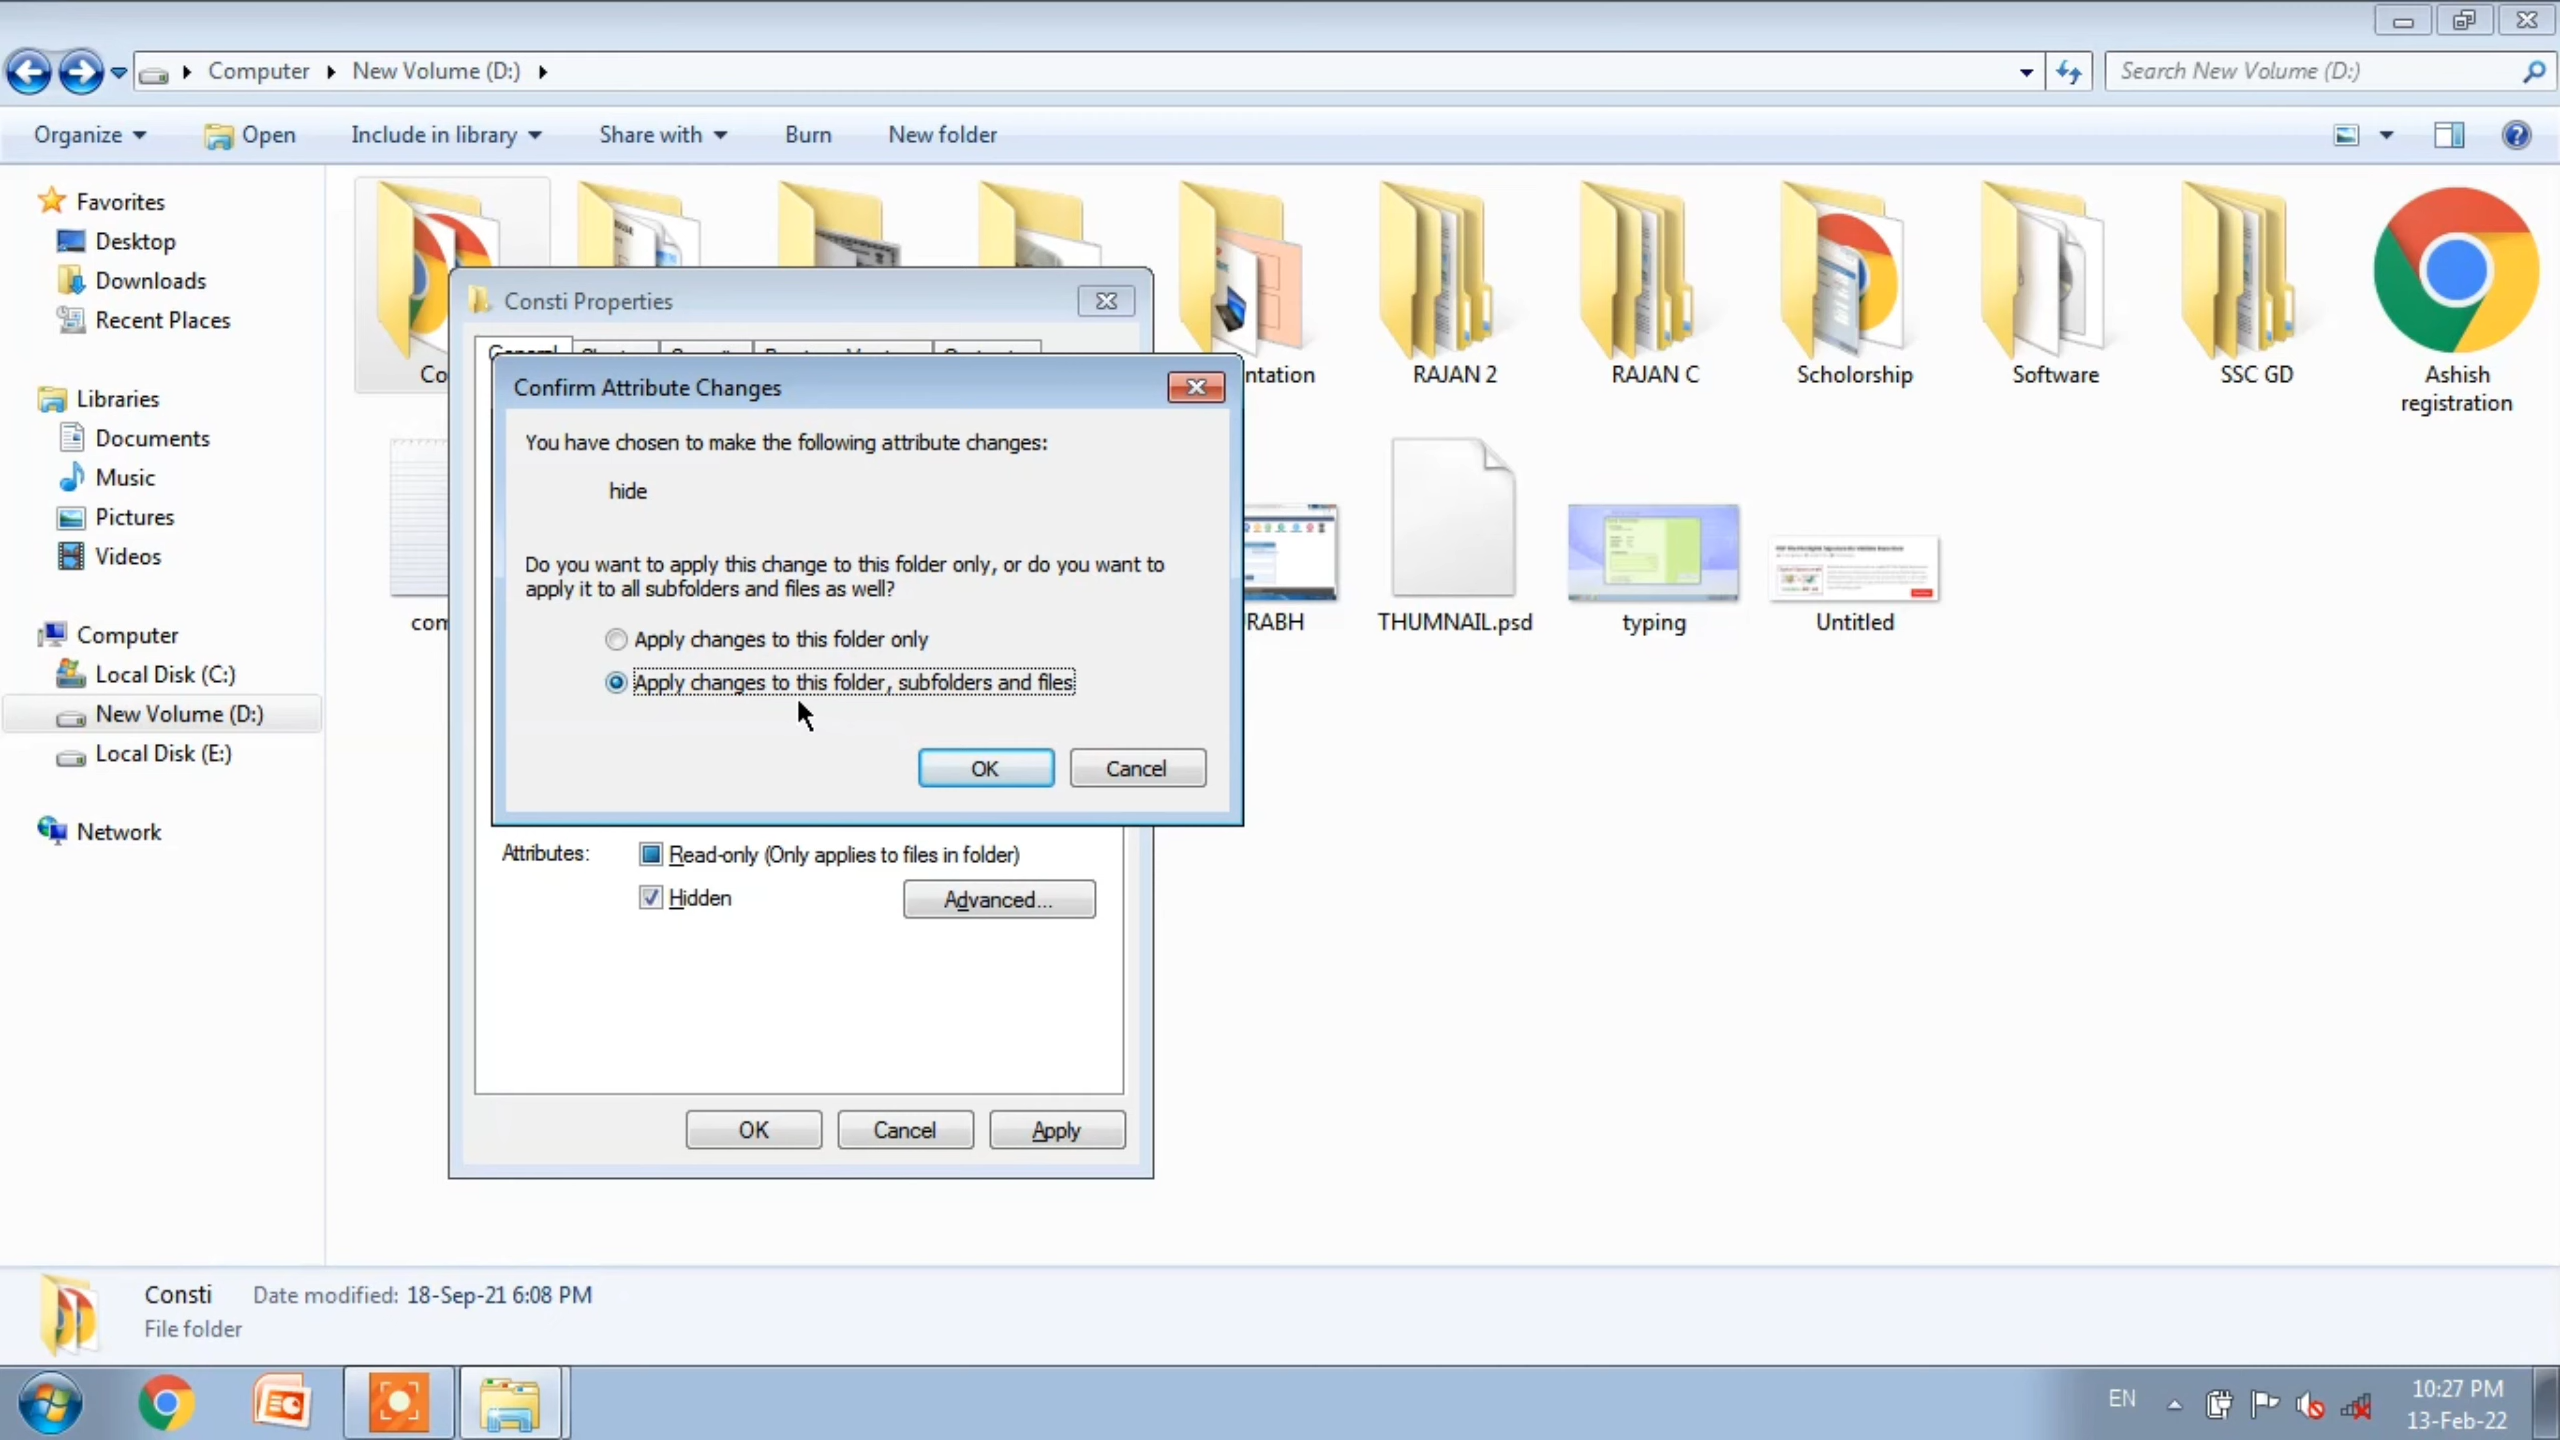 Computer
New Volume (D:)
Search New Volume (D:)
Organize
Open
Include in library
Share with
Burn
New folder
Favorites
Desktop
Downloads
Recent Places
Libraries
Documents
Music
Pictures
Videos
Computer
Local Disk (C:)
New Volume (D:)
Local Disk (E:)
Network
Co
ntation
RAJAN 2
RAJAN C
Scholorship
Software
SSC GD
Ashish
registration
com
RABH
THUMNAIL.psd
typing
Untitled
Consti Properties
General
Confirm Attribute Changes
You have chosen to make the following attribute changes:
hide
Do you want to apply this change to this folder only, or do you want to
apply it to all subfolders and files as well?
Apply changes to this folder only
Apply changes to this folder, subfolders and files
OK
Cancel
Attributes:
Read-only (Only applies to files in folder)
Hidden
Advanced...
OK
Cancel
Apply
Consti
Date modified: 18-Sep-21 6:08 PM
File folder
EN
10:27 PM
13-Feb-22